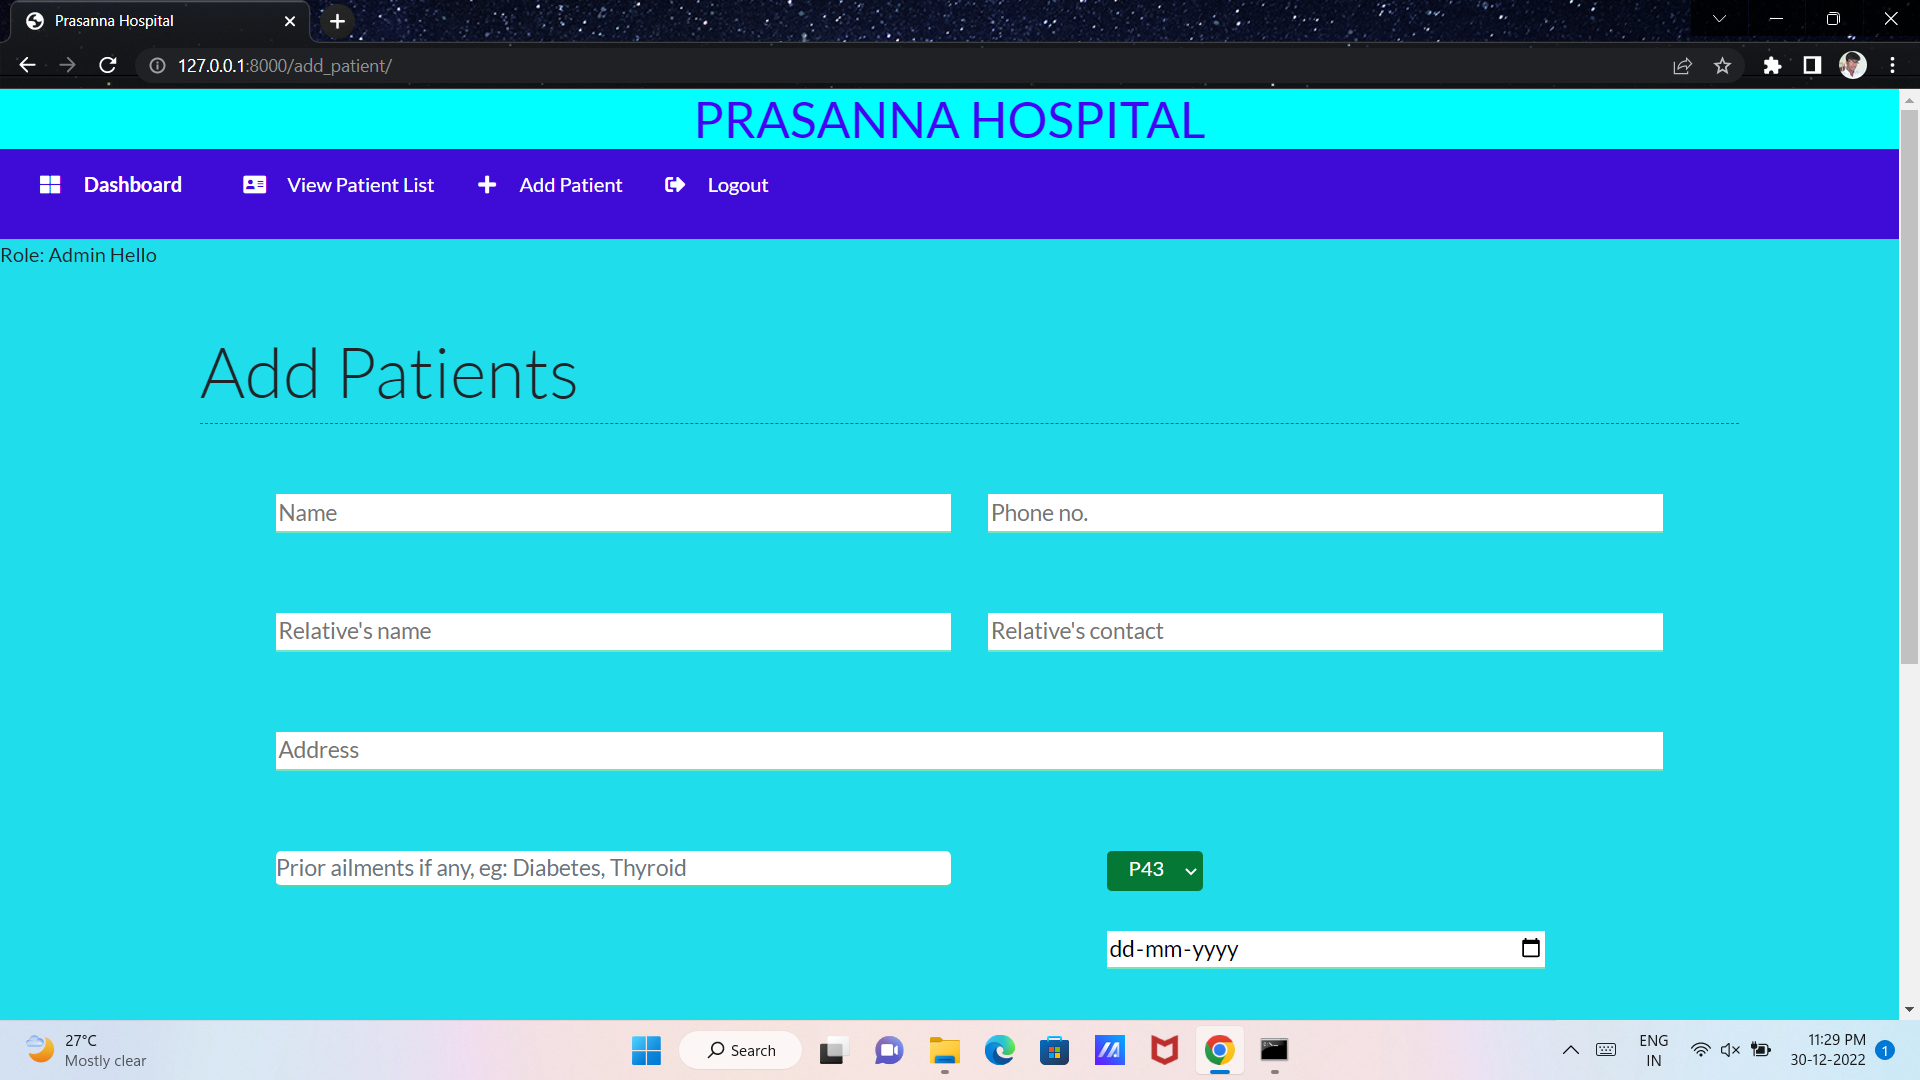 Prasanna Hospital
127.0.0.1:8000/add_patient/
PRASANNA HOSPITAL
Dashboard View Patient List Add Patient Logout
Role: Admin Hello
Add Patients
Name Phone no.
Relative's name Relative's contact
Address
Prior ailments if any, eg: Diabetes, Thyroid P43
dd-mm-yyyy
27°C
Mostly clear
Search
ENG
IN
11:29 PM
30-12-2022
1